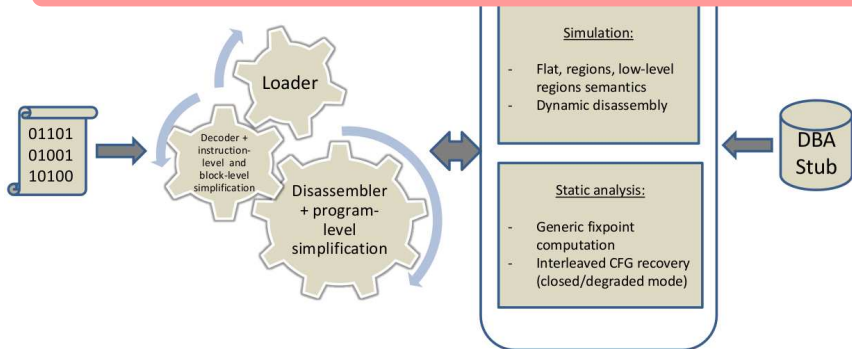 01101
01001
10100
Loader
Decoder +
instruction-
level and
block-level
simplification
Disassembler
+ program-
level
simplification
Simulation:
- Flat, regions, low-level
regions semantics
- Dynamic disassembly
Static analysis:
- Generic fixpoint
computation
- Interleaved CFG recovery
(closed/degraded mode)
DBA
Stub